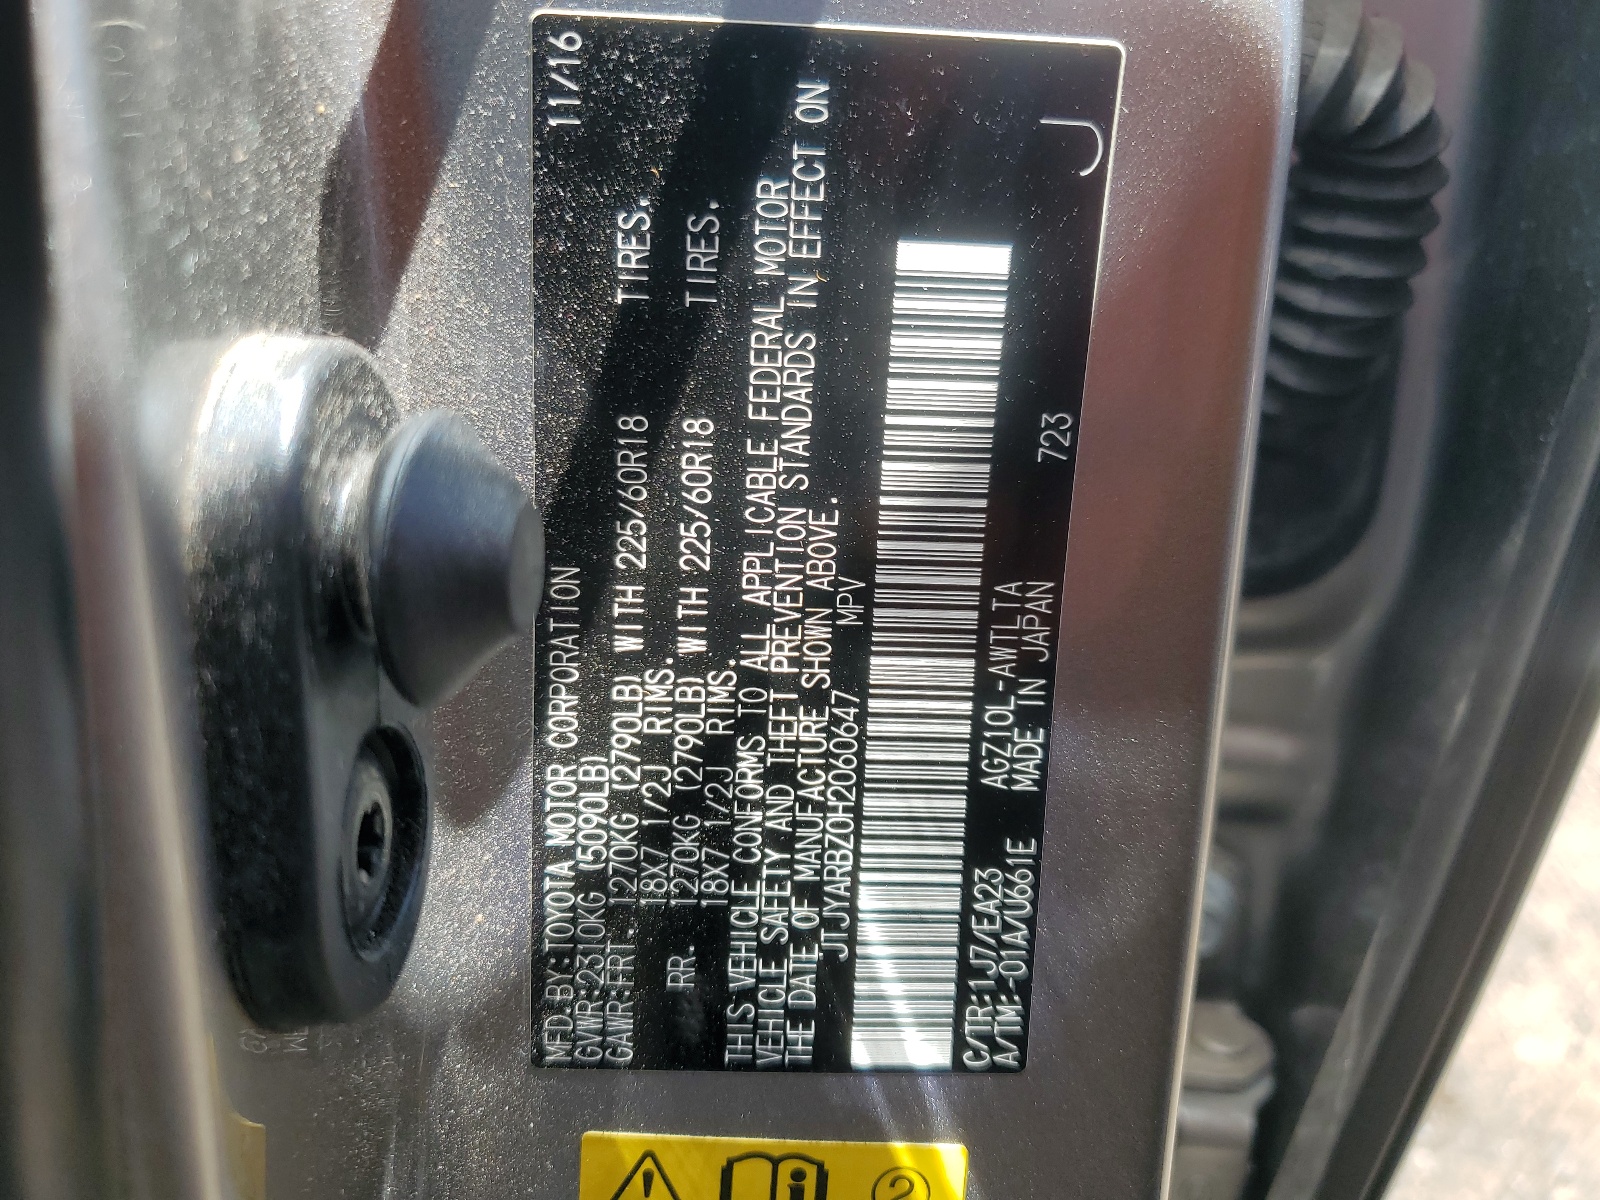 MFD.BY:TOYOTA MOTOR CORPORATION 11/16
GVWR:2310KG (5090LB)
GAWR:FRT. 1270KG (2790LB) WITH 225/60R18 TIRES.
18X7 1/2J RIMS.
RR. 1270KG (2790LB) WITH 225/60R18 TIRES.
18X7 1/2J RIMS.
THIS VEHICLE CONFORMS TO ALL APPLICABLE FEDERAL MOTOR
VEHICLE SAFETY AND THEFT PREVENTION STANDARDS IN EFFECT ON
THE DATE OF MANUFACTURE SHOWN ABOVE.
JTJYARBZ0H2060647 MPV
C/TR:1J7/EA23 AGZ10L-AWTLTA 723
A/TM:-01A/U661E MADE IN JAPAN J